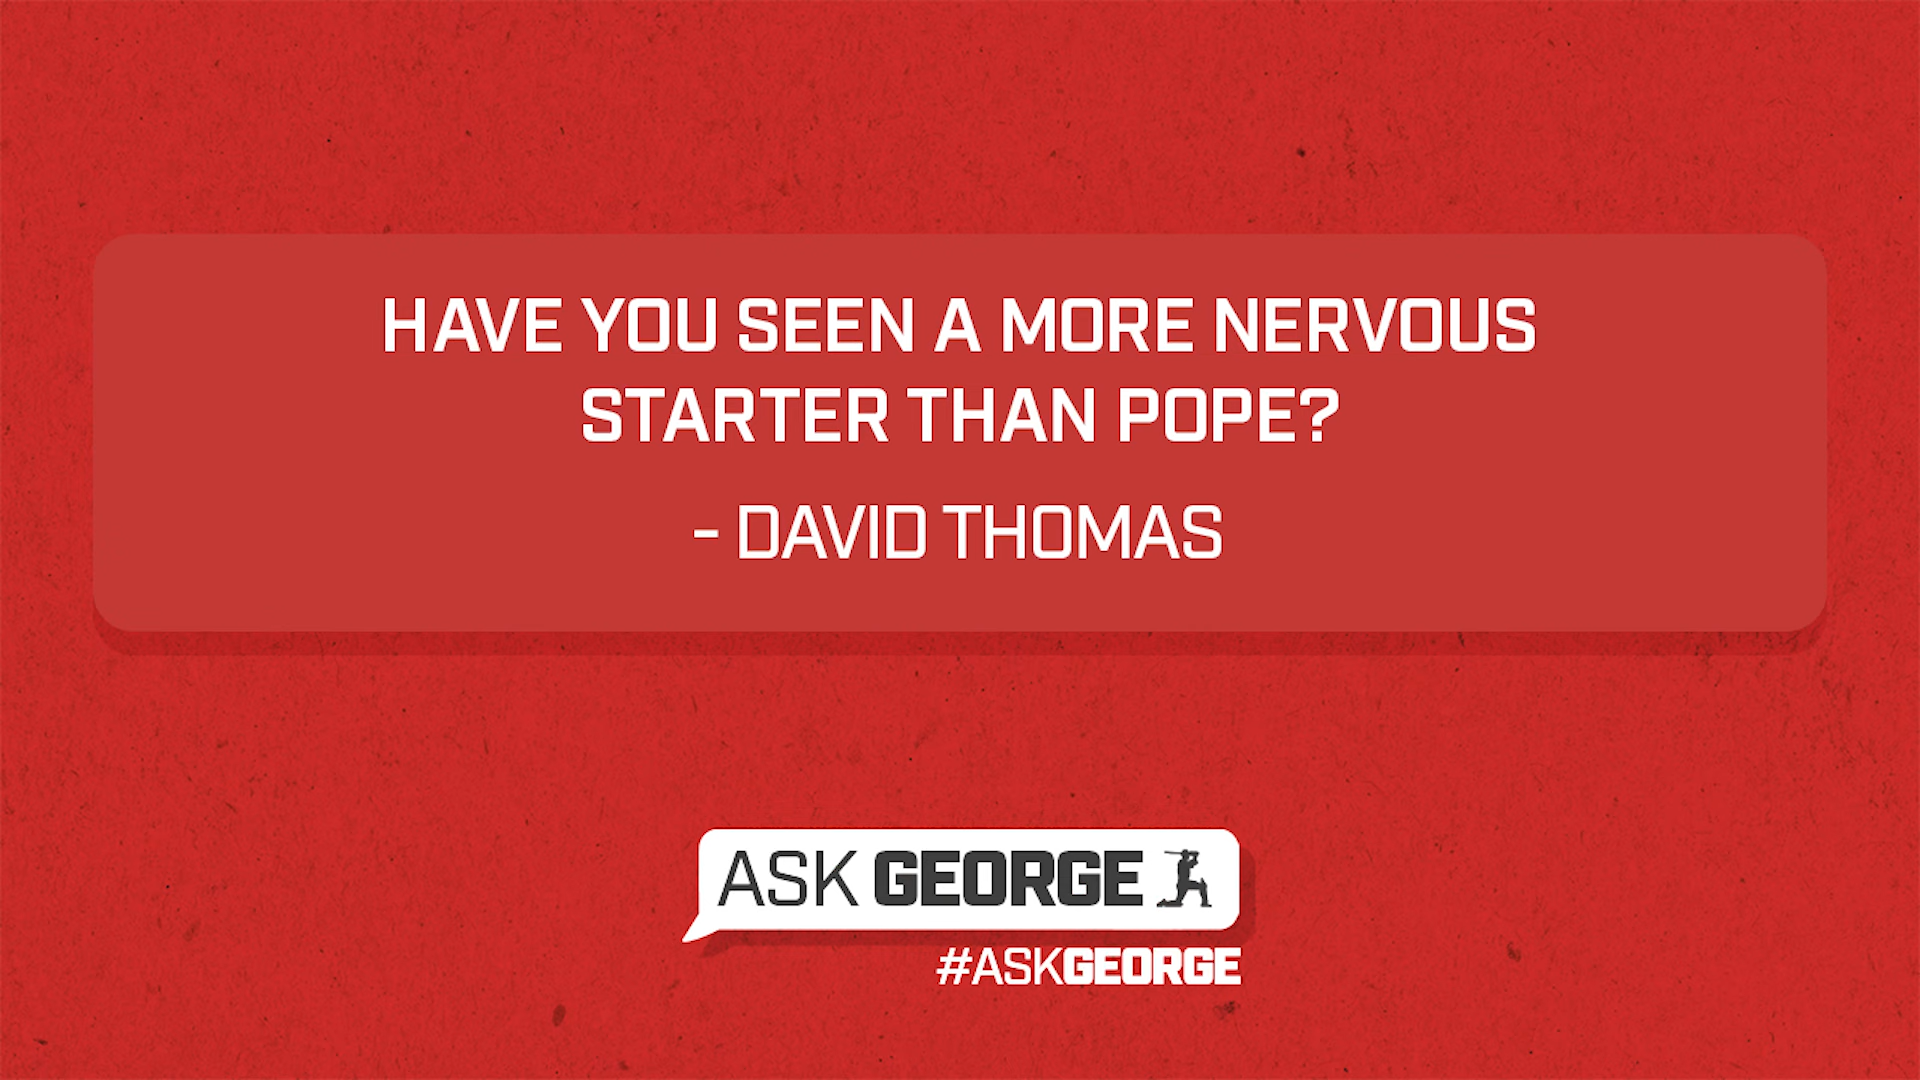 HAVE YOU SEEN A MORE NERVOUS
STARTER THAN POPE?
- DAVID THOMAS
ASK GEORGE
#ASKGEORGE